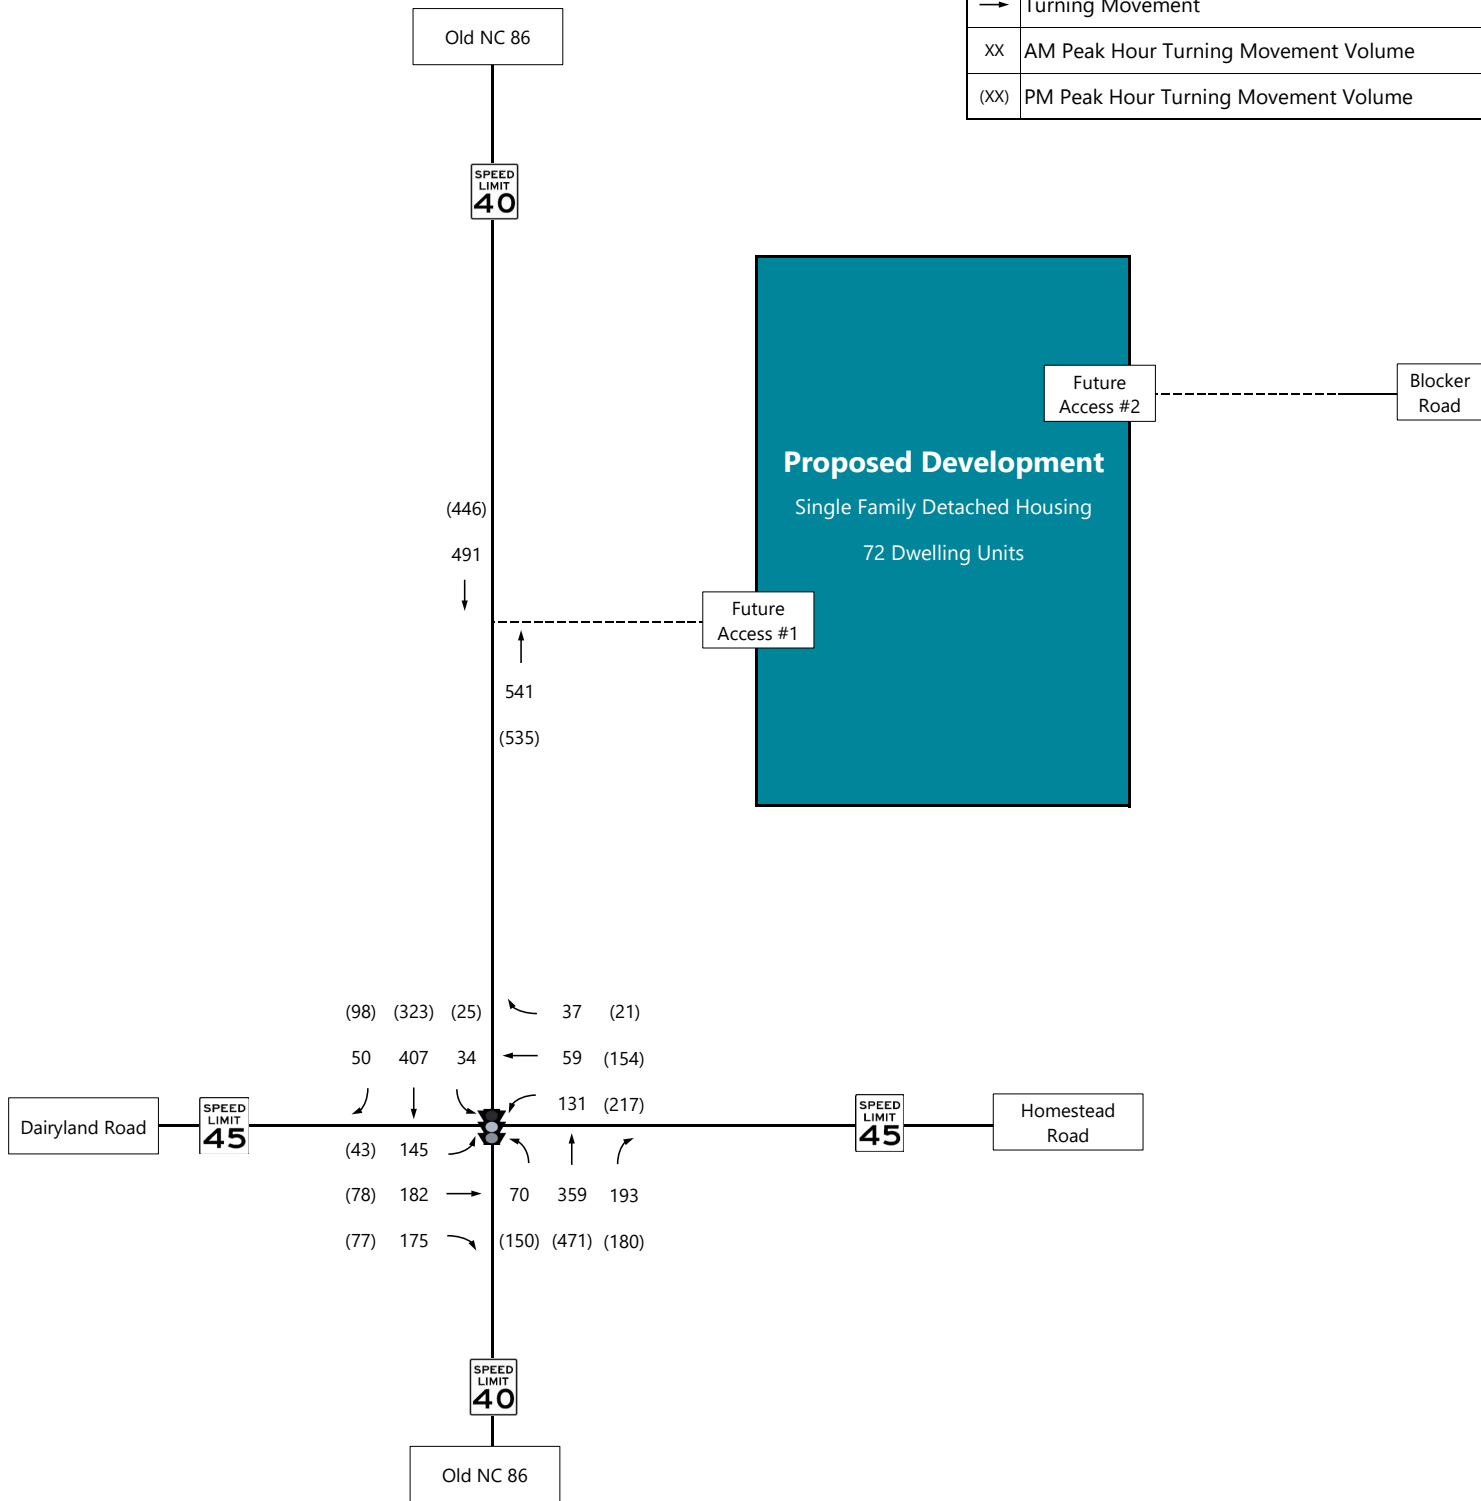 Old NC 86
Turning Movement
XX AM Peak Hour Turning Movement Volume
(XX) PM Peak Hour Turning Movement Volume
SPEED
LIMIT
40
Future
Access #2
Blocker
Road
Proposed Development
Single Family Detached Housing
72 Dwelling Units
(446)
491
Future
Access #1
541
(535)
(98) (323) (25) 37 (21)
50 407 34 59 (154)
131 (217)
Dairyland Road
SPEED
LIMIT
45
SPEED
LIMIT
45
Homestead
Road
(43) 145
(78) 182 70 359 193
(77) 175 (150) (471) (180)
SPEED
LIMIT
40
Old NC 86